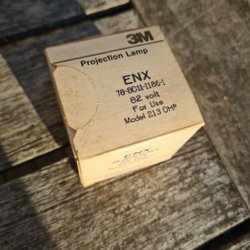 3M
Projection Lamp
ENX
78-8011-1186-1
82 volt
For Use
Model 213 OHP
ENX